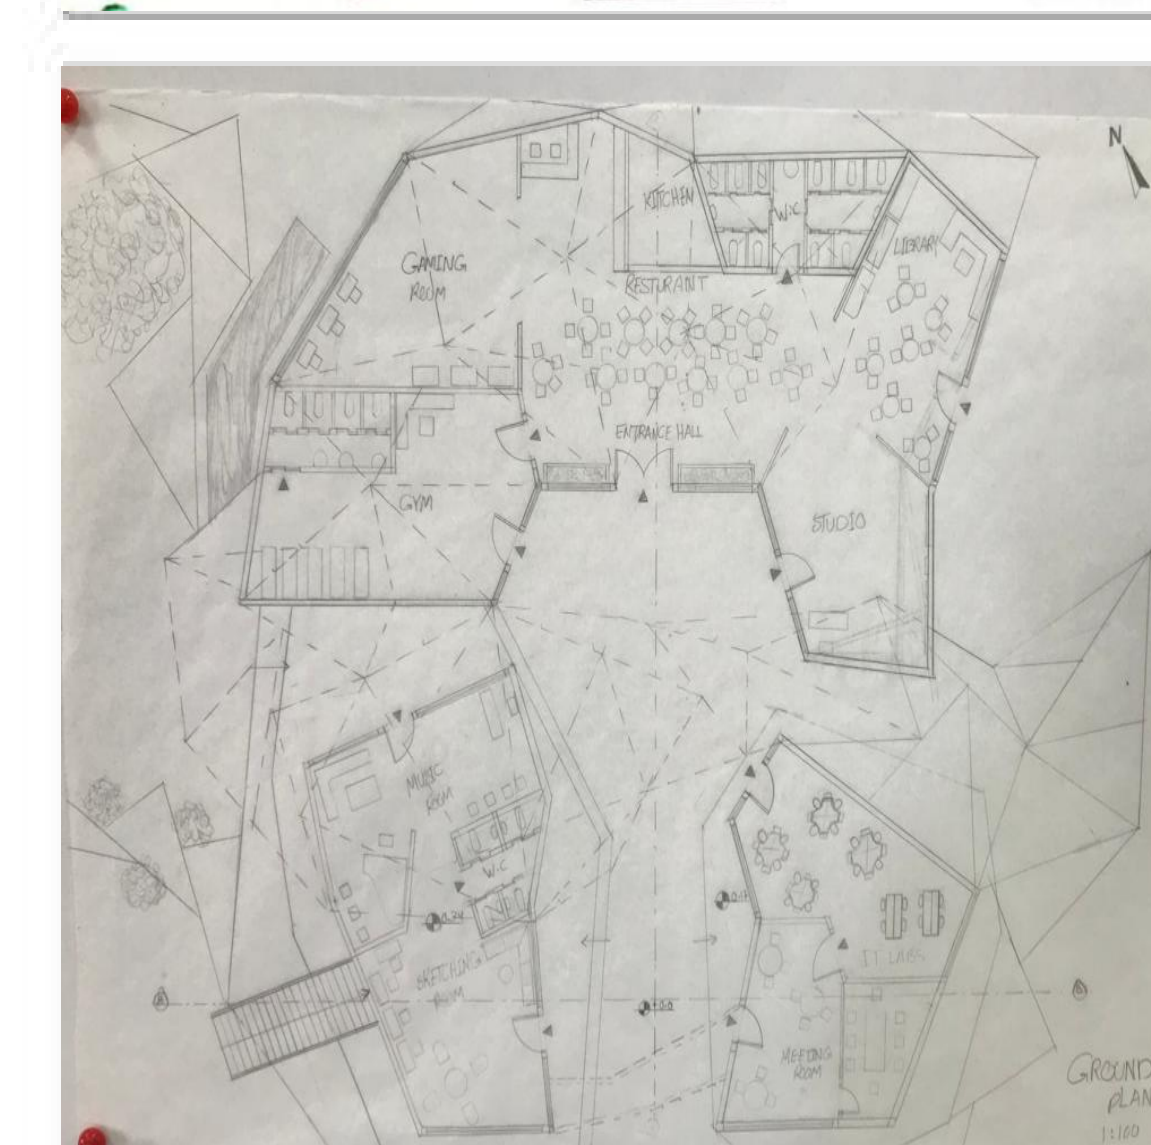 N
KITCHEN
W.C
LIBRARY
GAMING
ROOM
RESTURANT
ENTRANCE HALL
GYM
STUDIO
MUSIC
ROOM
W.C
SKETCHING
ROOM
IT LABS
MEETING
ROOM
GROUND
PLAN
1:100